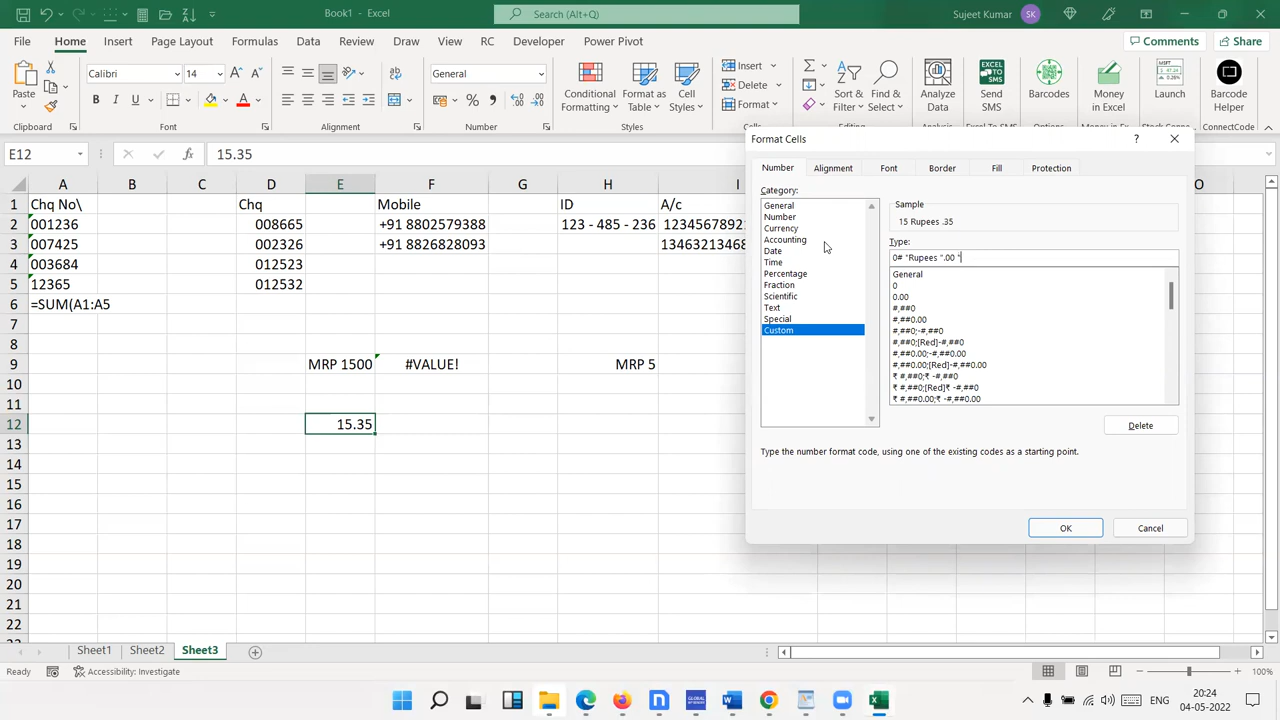 Book1 - Excel
Search (Alt+Q)
Sujeet Kumar
SK
File
Home
Insert
Page Layout
Formulas
Data
Review
View
Draw
RC
Developer
Power Pivot
Comments
Share
Paste
Calibri
14
B I U
General
Conditional Formatting
Format as Table
Cell Styles
Insert
Delete
Format
Sort & Filter
Find & Select
Analyze Data
Send SMS
Barcodes
Money in Excel
Launch
Barcode Helper
Clipboard
Font
Alignment
Number
Styles
Cells
Editing
Excel To SMS
ConnectCode
E12
fx
15.35
A B C D E F G H I O
1 Chq No\ Chq Mobile ID A/c
2 001236 008665 +91 8802579388 123 - 485 - 236
3 007425 002326 +91 8826828093
4 003684 012523
5 12365 012532
6 =SUM(A1:A5
7
8
9 MRP 1500 #VALUE! MRP 5
10
11
12 15.35
13
14
15
16
17
18
19
20
21
22
Format Cells
?
Number
Alignment
Font
Border
Fill
Protection
Category:
General
Number
Currency
Accounting
Date
Time
Percentage
Fraction
Scientific
Text
Special
Custom
Sample
15 Rupees .35
Type:
0# "Rupees ".00 "
General
0
0.00
#,##0
#,##0.00
#,##0;-#,##0
#,##0;[Red]-#,##0
#,##0.00;-#,##0.00
#,##0.00;[Red]-#,##0.00
₹ #,##0;₹ -#,##0
₹ #,##0;[Red]₹ -#,##0
₹ #,##0.00;₹ -#,##0.00
Delete
Type the number format code, using one of the existing codes as a starting point.
OK
Cancel
Sheet1
Sheet2
Sheet3
Ready
Accessibility: Investigate
100%
ENG
20:24
04-05-2022